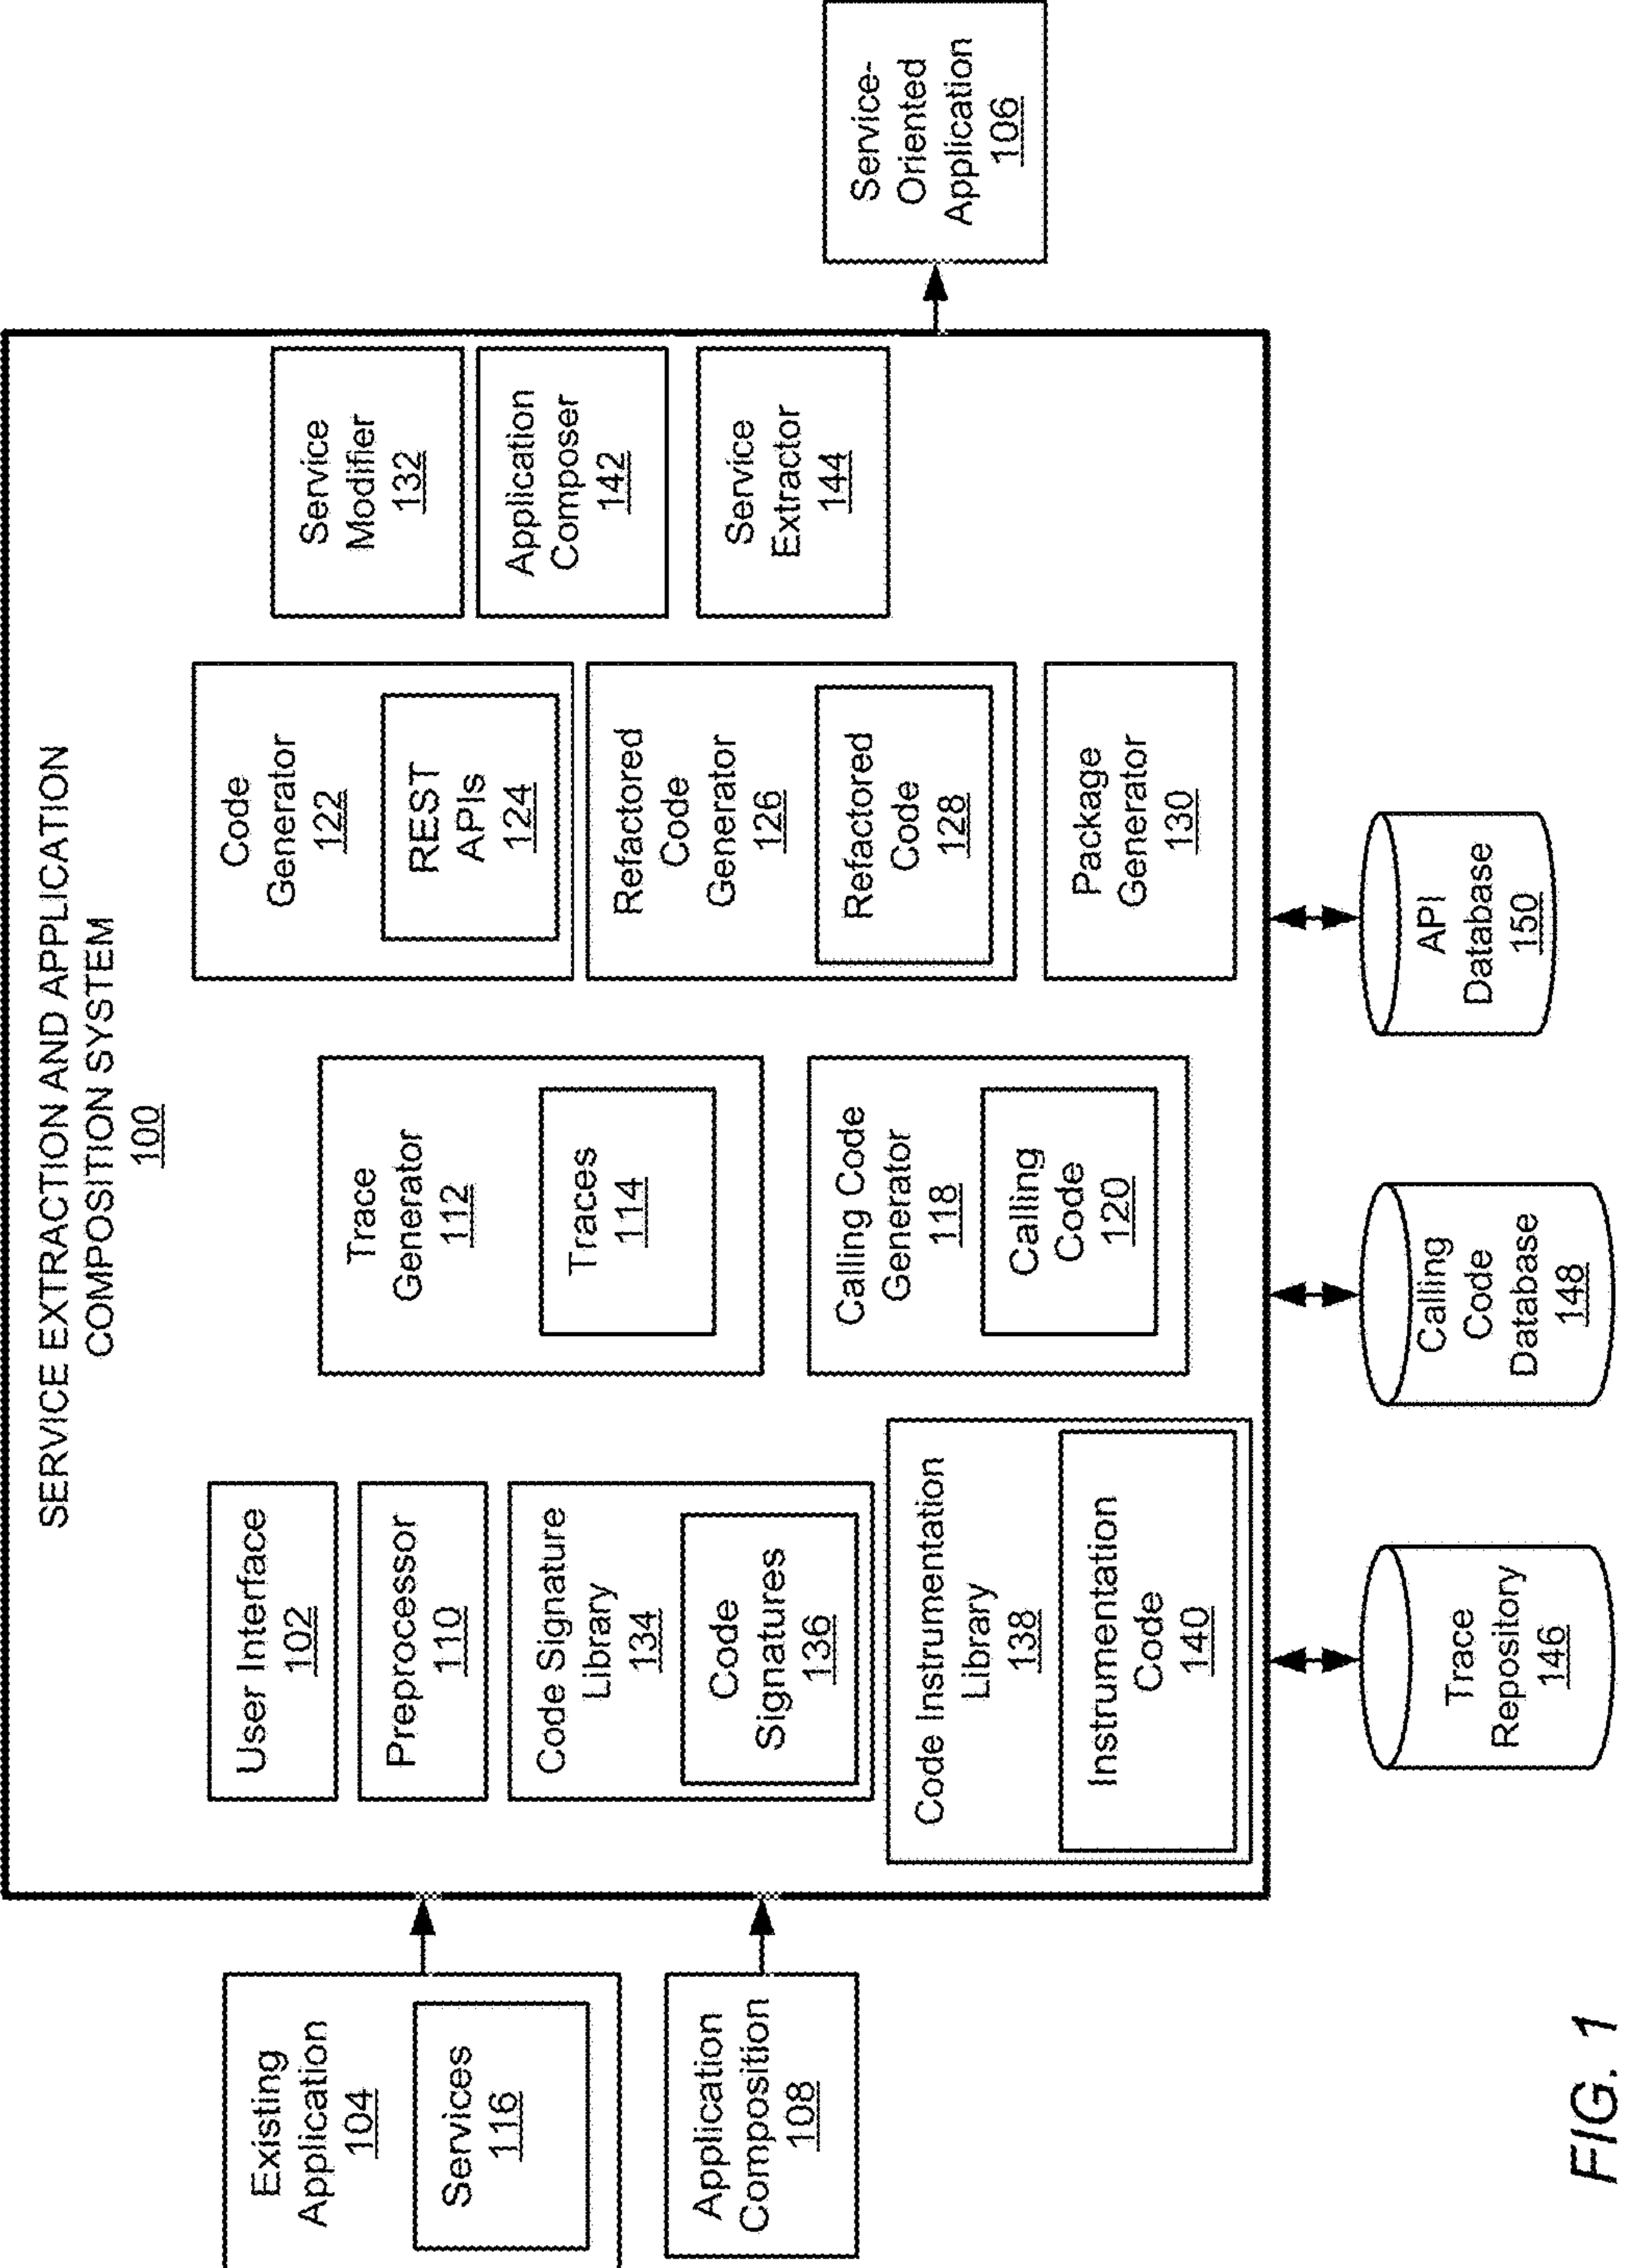 SERVICE EXTRACTION AND APPLICATION
COMPOSITION SYSTEM
100
Existing
Application
104
Services
116
Application
Composition
108
User Interface
102
Preprocessor
110
Code Signature
Library
134
Code
Signatures
136
Code Instrumentation
Library
138
Instrumentation
Code
140
Trace
Generator
112
Traces
114
Calling Code
Generator
118
Calling
Code
120
Code
Generator
122
REST
APIs
124
Refactored
Code
Generator
126
Refactored
Code
128
Package
Generator
130
Service
Modifier
132
Application
Composer
142
Service
Extractor
144
Service-
Oriented
Application
106
Trace
Repository
146
Calling
Code
Database
148
API
Database
150
FIG. 1